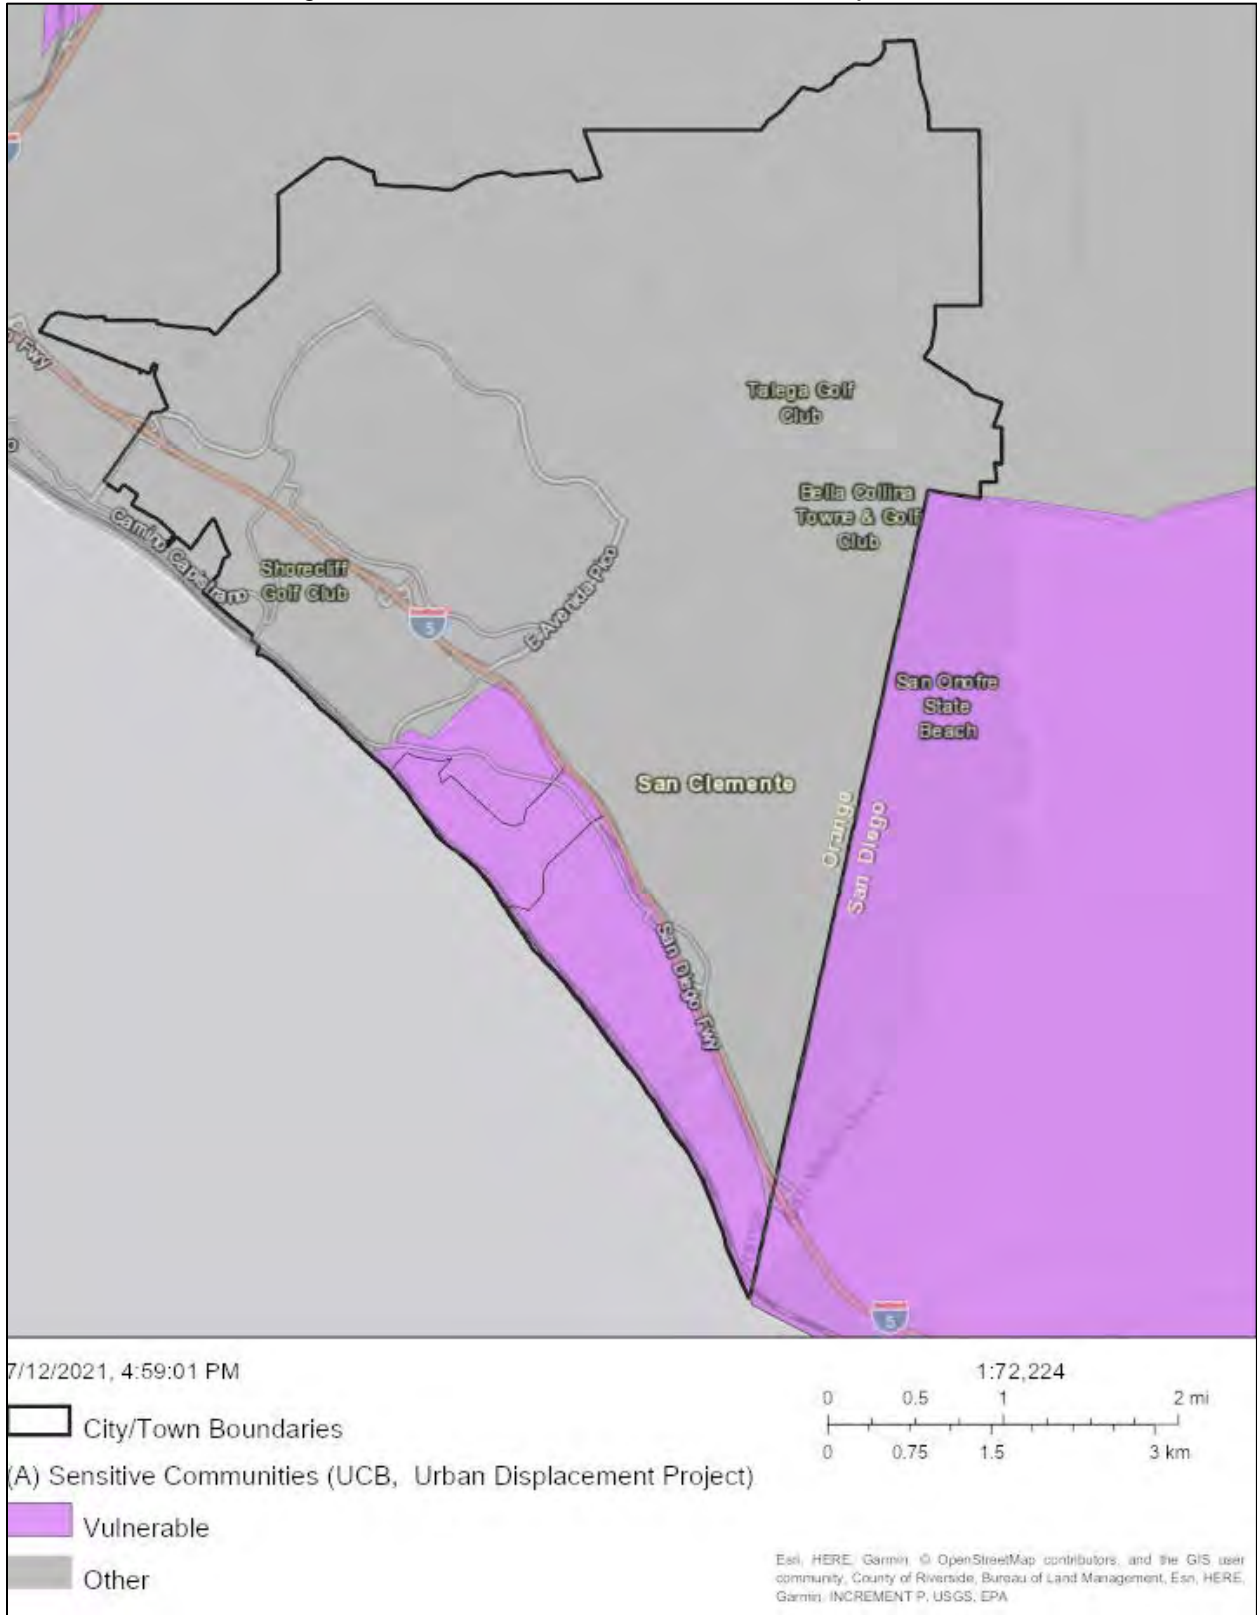 n Fwy
o
Camino Capistrano
Shorecliff
Golf Club
5
E Avenida Pico
Talega Golf
Club
Bella Collina
Towne & Golf
Club
San Onofre
State
Beach
San Clemente
Orange
San Diego
San Diego Fwy
5
7/12/2021, 4:59:01 PM
City/Town Boundaries
(A) Sensitive Communities (UCB, Urban Displacement Project)
Vulnerable
Other
1:72,224
0 0.5 1 2 mi
0 0.75 1.5 3 km
Esri, HERE, Garmin, © OpenStreetMap contributors, and the GIS user
community, County of Riverside, Bureau of Land Management, Esri, HERE,
Garmin, INCREMENT P, USGS, EPA